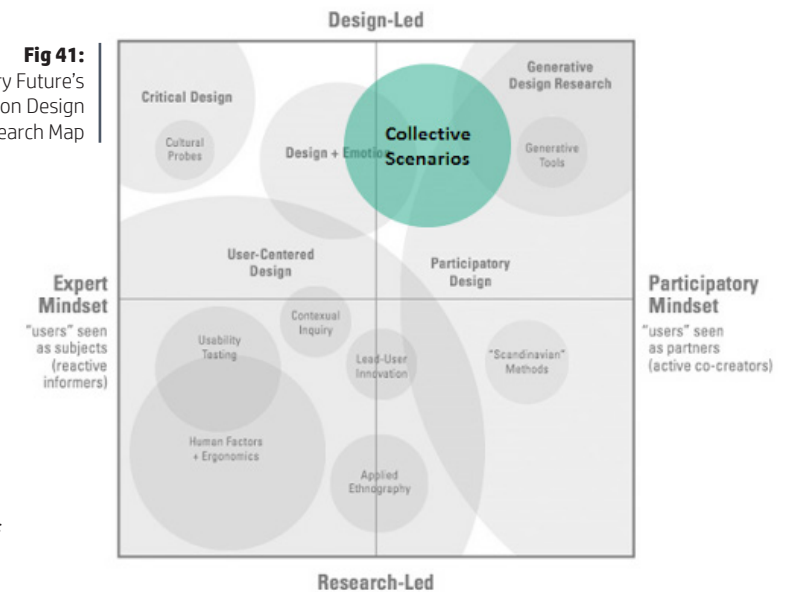 Design-Led
Fig 41:
ry Future's
on Design
earch Map
Critical Design
Cultural
Probes
Design + Emotion
Collective
Scenarios
Generative
Design Research
Generative
Tools
User-Centered
Design
Participatory
Design
Expert
Mindset
"users" seen
as subjects
(reactive
informers)
Participatory
Mindset
"users" seen
as partners
(active co-creators)
Contexual
Inquiry
Usability
Testing
Lead-User
Innovation
"Scandinavian"
Methods
Human Factors
+ Ergonomics
Applied
Ethnography
Research-Led